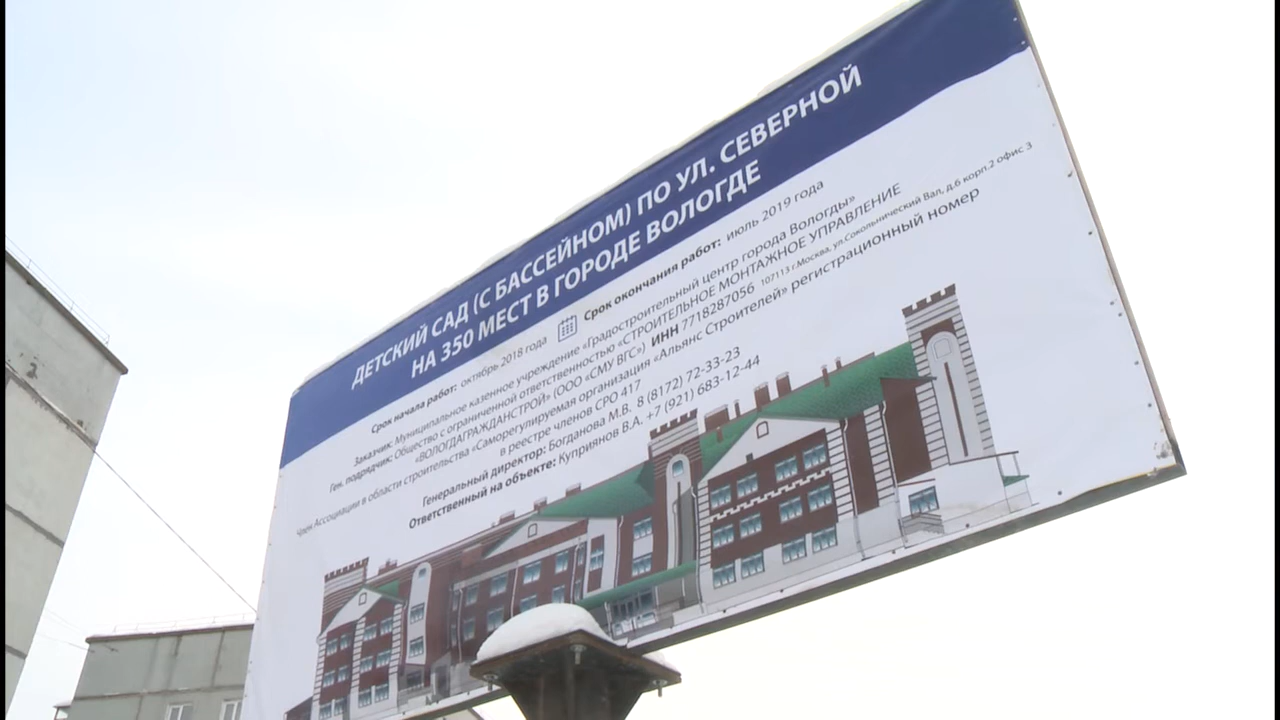 ДЕТСКИЙ САД (С БАССЕЙНОМ) ПО УЛ. СЕВЕРНОЙ
НА 350 МЕСТ В ГОРОДЕ ВОЛОГДЕ
Срок начала работ: октябрь 2018 года Срок окончания работ: июль 2019 года
Заказчик: Муниципальное казенное учреждение «Градостроительный центр города Вологды»
Ген. подрядчик: Общество с ограниченной ответственностью «СТРОИТЕЛЬНОЕ МОНТАЖНОЕ УПРАВЛЕНИЕ
«ВОЛОГДАГРАЖДАНСТРОЙ» (ООО «СМУ ВГС») ИНН 7718287056 107113 г.Москва, ул.Сокольнический Вал, д.6 корп.2 офис 3
Член Ассоциации в области строительства «Саморегулируемая организация «Альянс Строителей» регистрационный номер
в реестре членов СРО 417
Генеральный директор: Богданова М.В. 8 (8172) 72-33-23
Ответственный на объекте: Куприянов В.А. +7 (921) 683-12-44